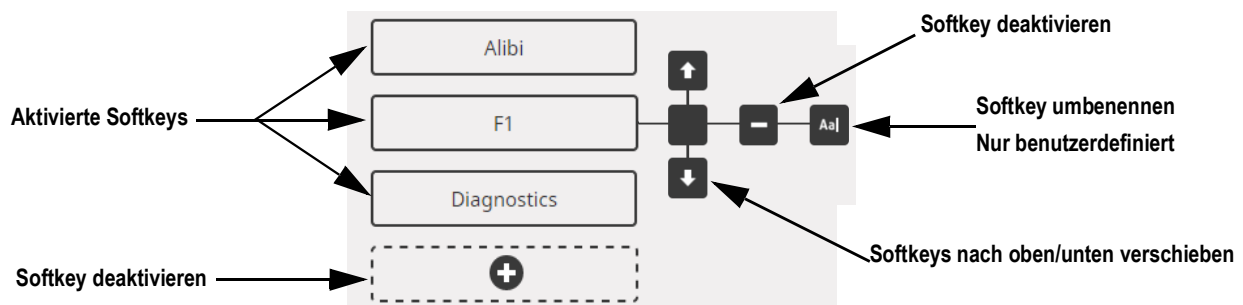 Softkey deaktivieren
Alibi
Aktivierte Softkeys
F1
Aa
Softkey umbenennen
Nur benutzerdefiniert
Diagnostics
Softkeys nach oben/unten verschieben
Softkey deaktivieren